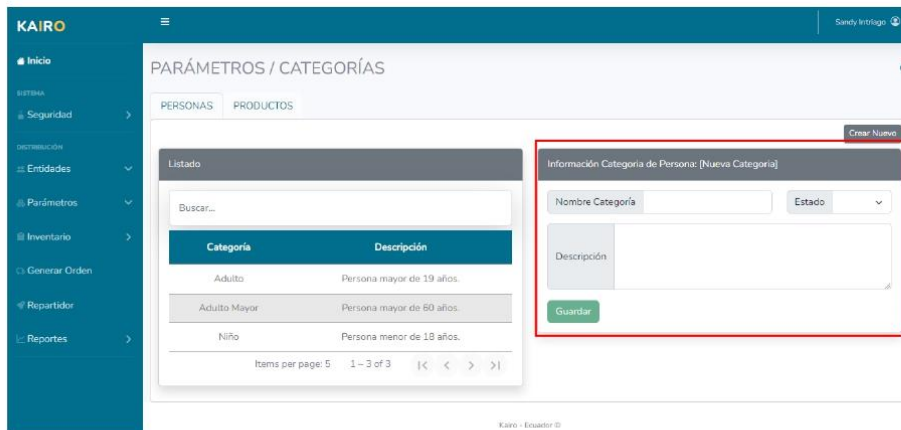 KAIRO
Sandy Intriago
Inicio
PARÁMETROS / CATEGORÍAS
SISTEMA
Seguridad
PERSONAS PRODUCTOS
Crear Nuevo
DISTRIBUCIÓN
Entidades
Listado
Información Categoria de Persona: [Nueva Categoria]
Parámetros
Buscar...
Nombre Categoría
Estado
Inventario
Categoría Descripción
Descripción
Generar Orden
Adulto Persona mayor de 19 años.
Repartidor
Adulto Mayor Persona mayor de 60 años.
Guardar
Reportes
Niño Persona menor de 18 años.
Items per page: 5 1 – 3 of 3
Kairo - Ecuador ©